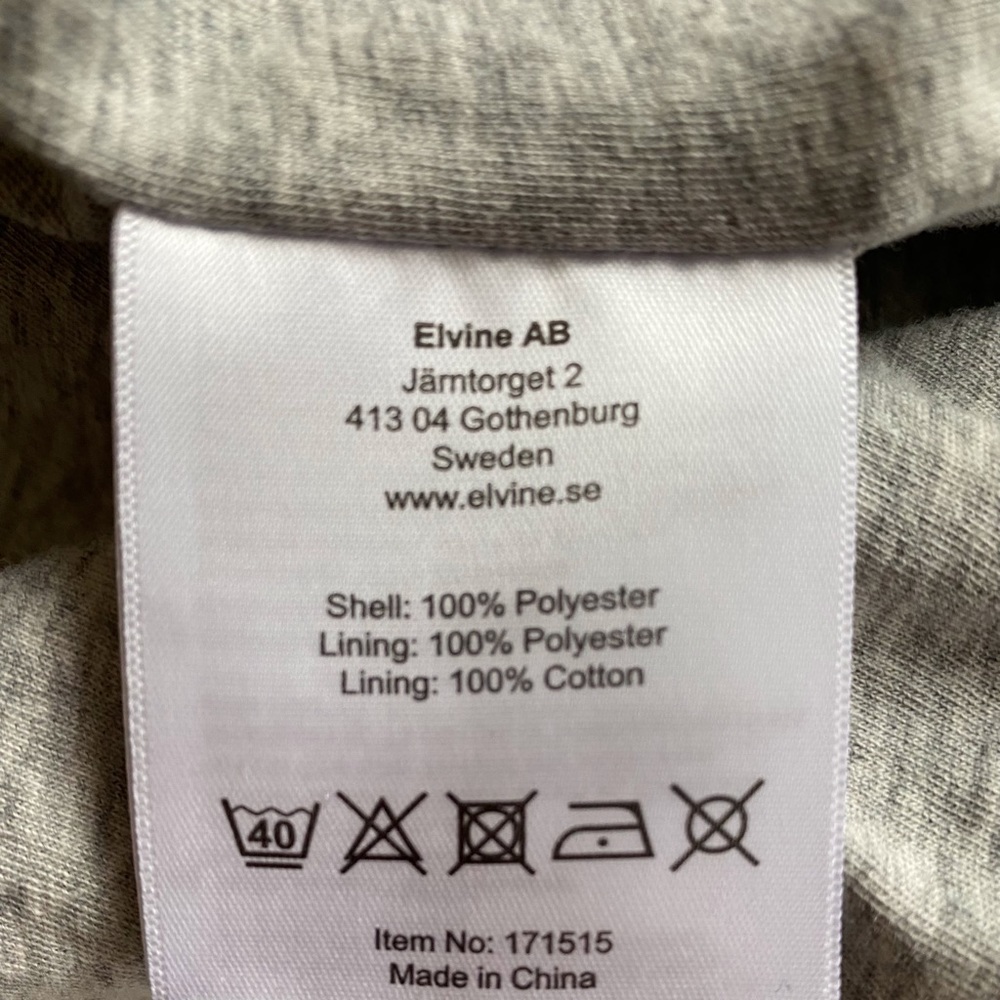 Elvine AB
Järntorget 2
413 04 Gothenburg
Sweden
www.elvine.se
Shell: 100% Polyester
Lining: 100% Polyester
Lining: 100% Cotton
40
Item No: 171515
Made in China